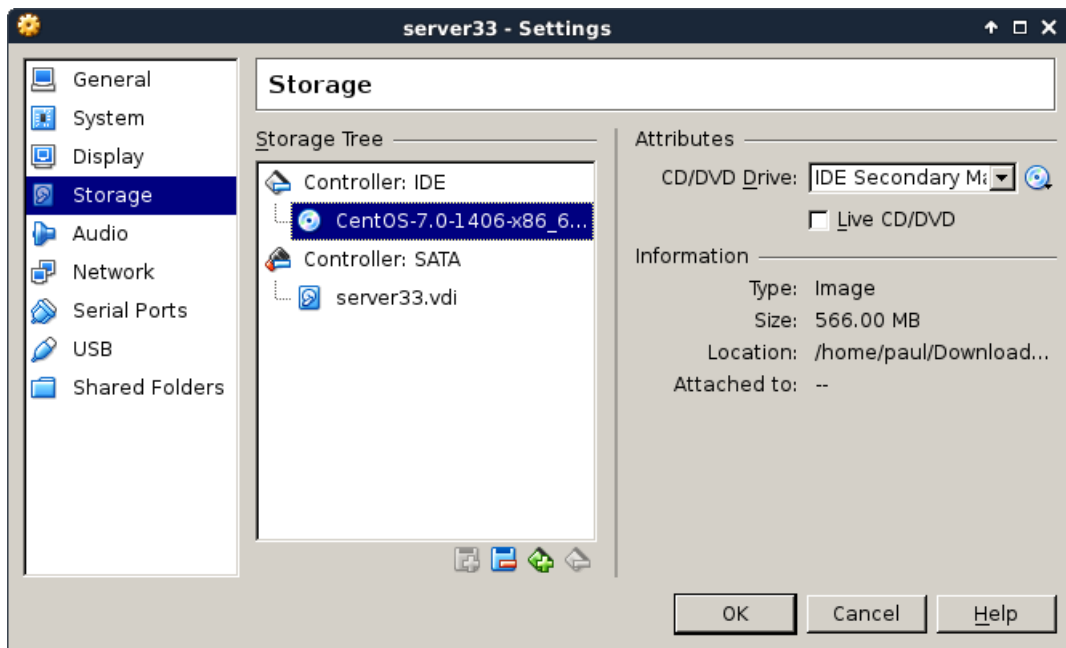 server33 - Settings
General
System
Display
Storage
Audio
Network
Serial Ports
USB
Shared Folders
Storage
Storage Tree
Controller: IDE
CentOS-7.0-1406-x86_6...
Controller: SATA
server33.vdi
Attributes
CD/DVD Drive: IDE Secondary Ma
Live CD/DVD
Information
Type: Image
Size: 566.00 MB
Location: /home/paul/Download...
Attached to: --
OK Cancel Help